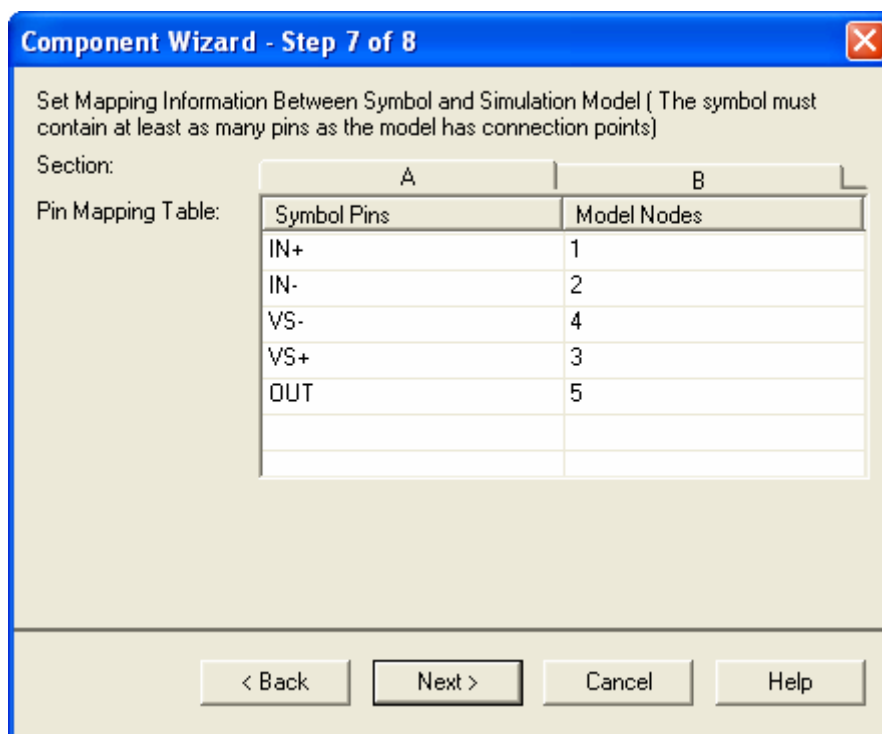 Component Wizard - Step 7 of 8
Set Mapping Information Between Symbol and Simulation Model ( The symbol must
contain at least as many pins as the model has connection points)
Section:
A B
Pin Mapping Table:
Symbol Pins Model Nodes
IN+ 1
IN- 2
VS- 4
VS+ 3
OUT 5
< Back Next > Cancel Help